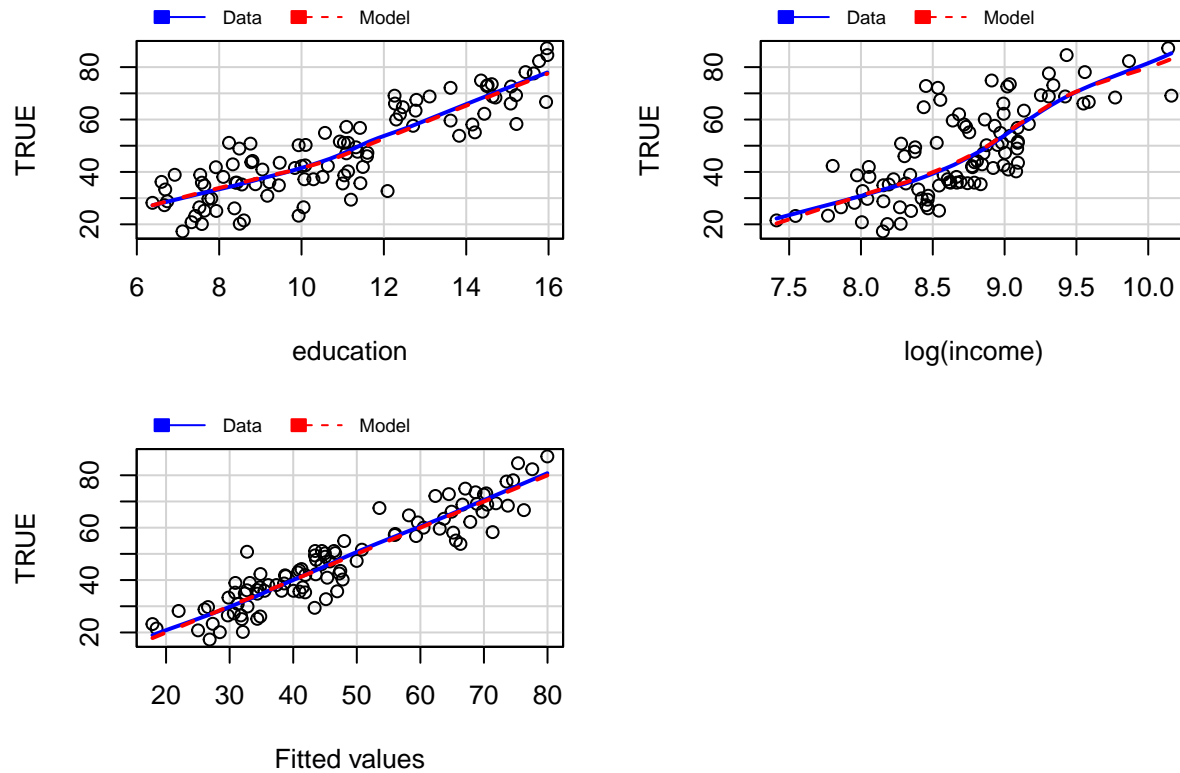 Data Model
TRUE
20 40 60 80
6 8 10 12 14 16
education
Data Model
TRUE
20 40 60 80
7.5 8.0 8.5 9.0 9.5 10.0
log(income)
Data Model
TRUE
20 40 60 80
20 30 40 50 60 70 80
Fitted values